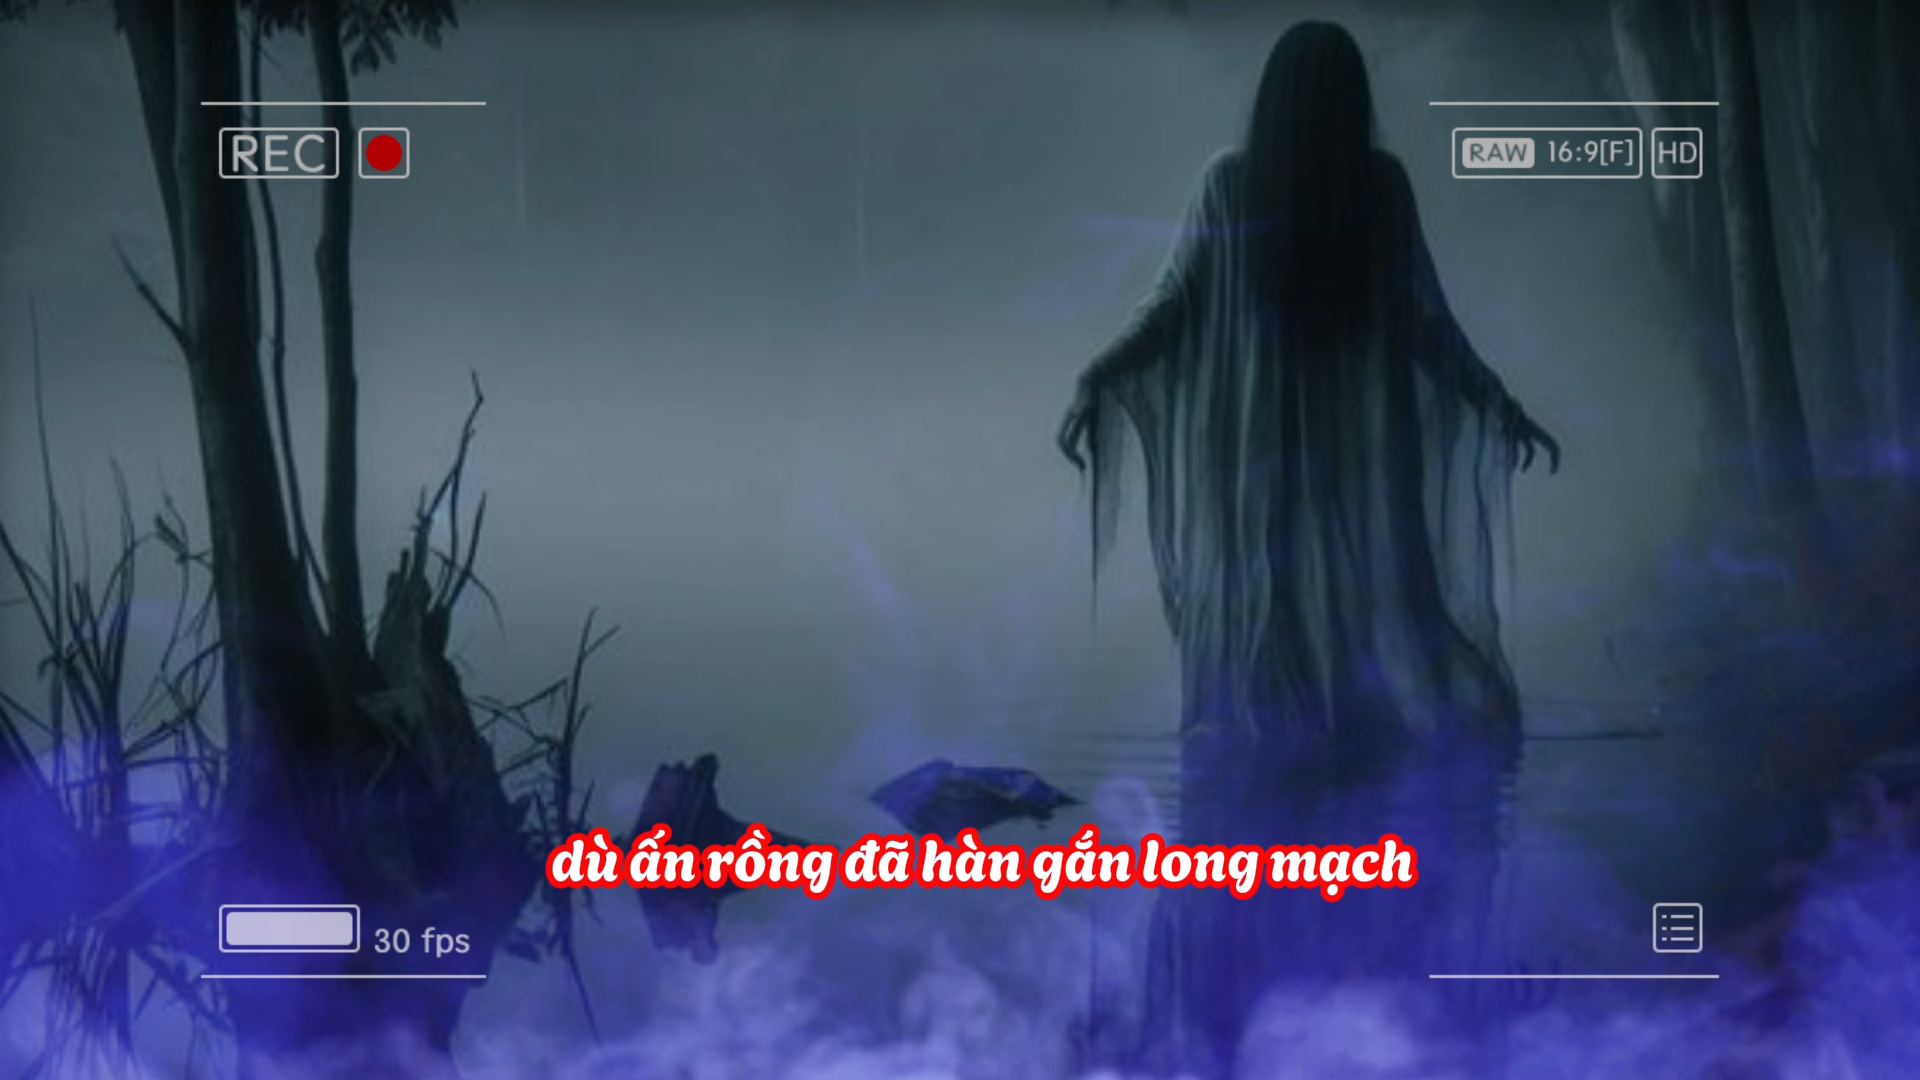 REC
RAW 16:9[F] HD
dù ấn rồng đã hàn gắn long mạch
30 fps